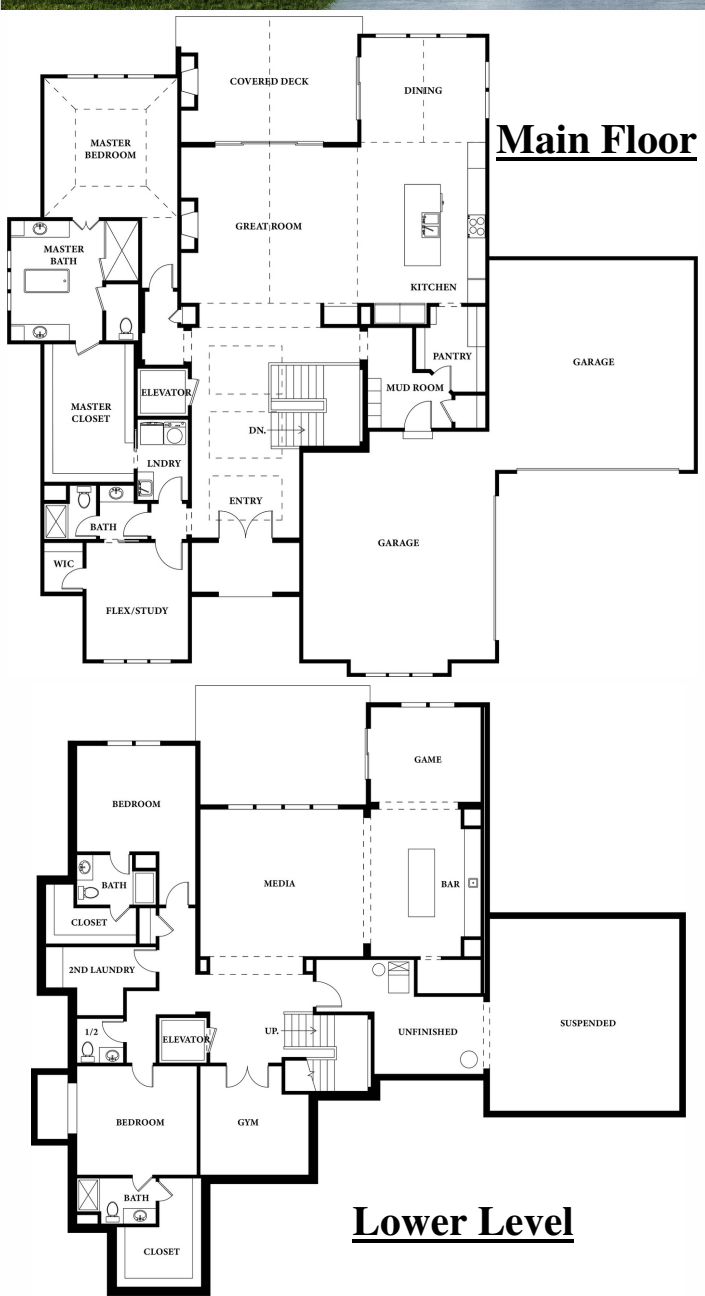 COVERED DECK
DINING
Main Floor
MASTER
BEDROOM
GREAT ROOM
MASTER
BATH
KITCHEN
PANTRY
GARAGE
MUD ROOM
ELEVATOR
MASTER
CLOSET
DN.
LNDRY
ENTRY
BATH
GARAGE
WIC
FLEX/STUDY
GAME
BEDROOM
MEDIA
BAR
BATH
CLOSET
2ND LAUNDRY
1/2
ELEVATOR
UP.
UNFINISHED
SUSPENDED
BEDROOM
GYM
BATH
Lower Level
CLOSET